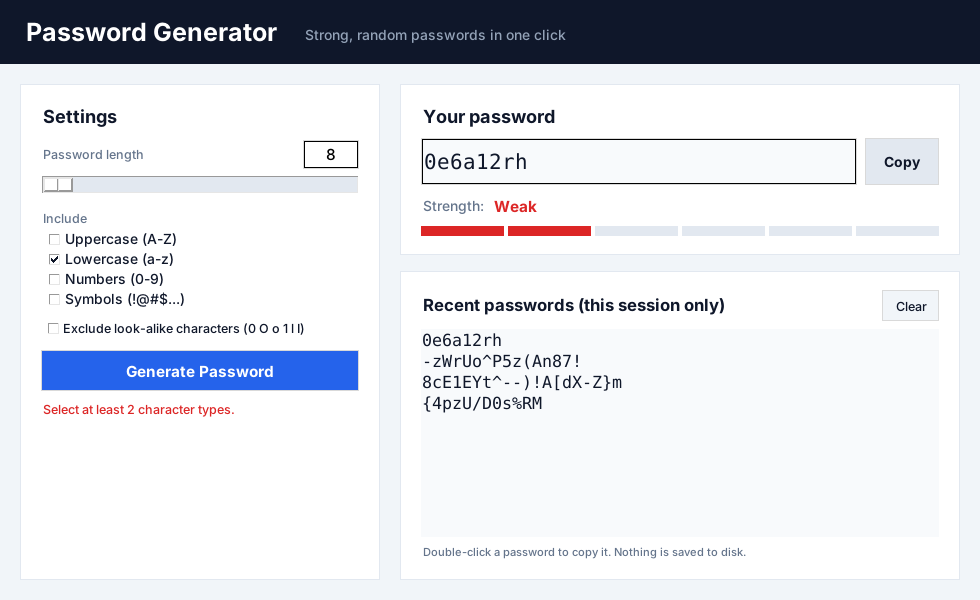 Password Generator
Strong, random passwords in one click
Settings
Password length
8
Include
Uppercase (A-Z)
Lowercase (a-z)
Numbers (0-9)
Symbols (!@#$...)
Exclude look-alike characters (0 O o 1 l I)
Generate Password
Select at least 2 character types.
Your password
0e6a12rh
Copy
Strength: Weak
Recent passwords (this session only)
Clear
0e6a12rh
-zWrUo^P5z(An87!
8cE1EYt^--)!A[dX-Z}m
{4pzU/D0s%RM
Double-click a password to copy it. Nothing is saved to disk.